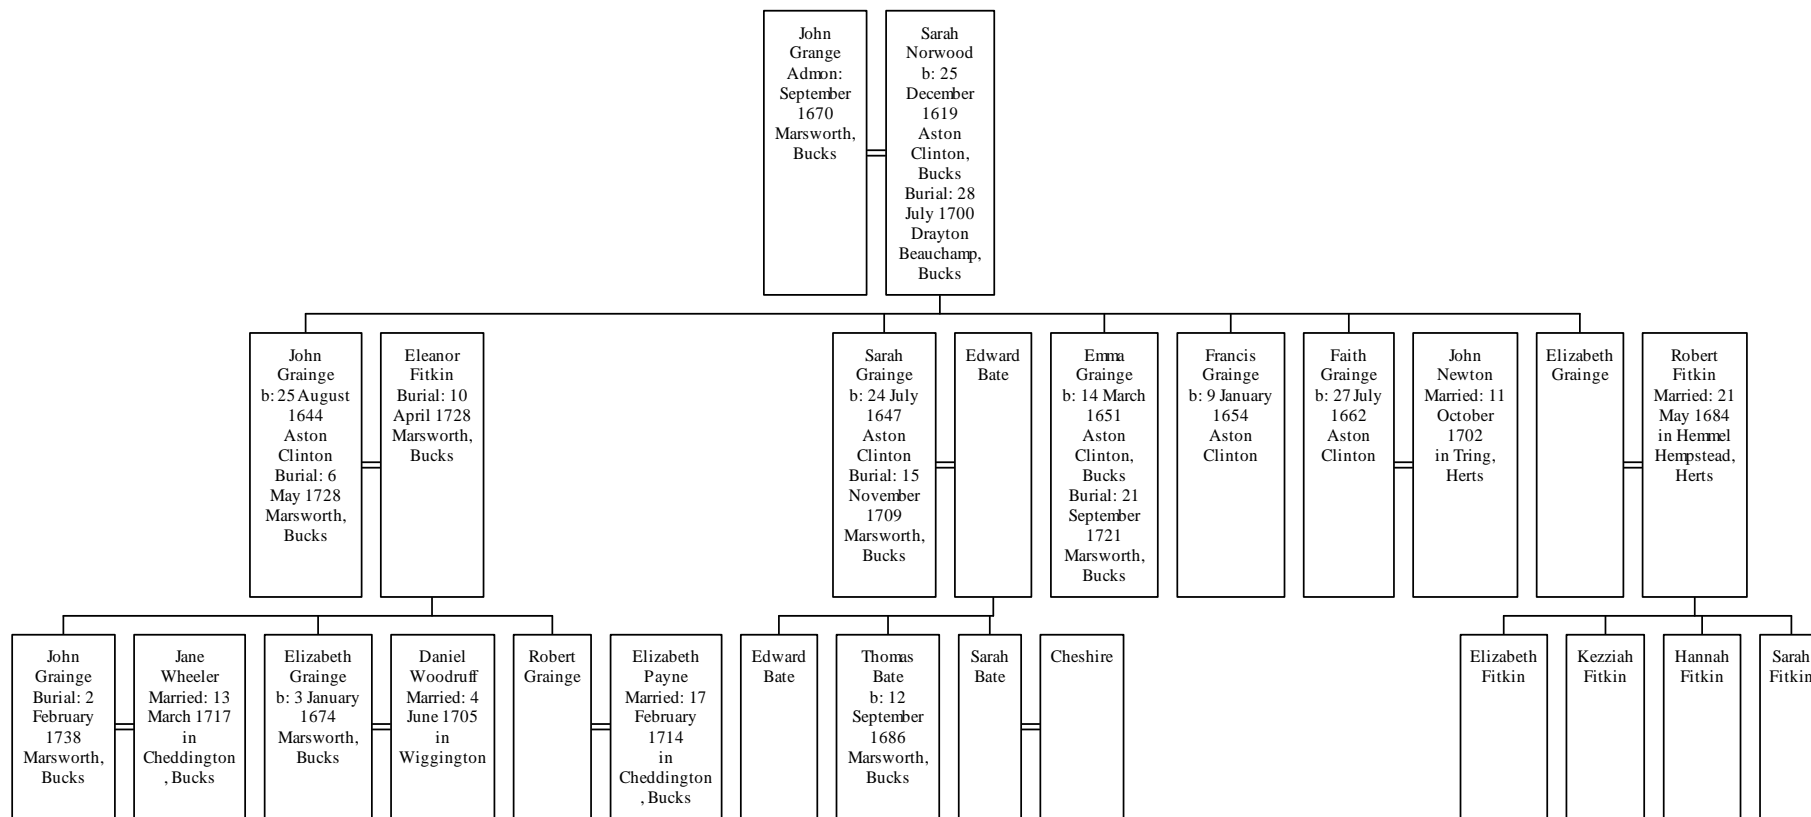 John
Grange
Admon:
September
1670
Marsworth,
Bucks
Sarah
Norwood
b: 25
December
1619
Aston
Clinton,
Bucks
Burial: 28
July 1700
Drayton
Beauchamp,
Bucks
John
Grainge
b: 25 August
1644
Aston
Clinton
Burial: 6
May 1728
Marsworth,
Bucks
Eleanor
Fitkin
Burial: 10
April 1728
Marsworth,
Bucks
Sarah
Grainge
b: 24 July
1647
Aston
Clinton
Burial: 15
November
1709
Marsworth,
Bucks
Edward
Bate
Emma
Grainge
b: 14 March
1651
Aston
Clinton,
Bucks
Burial: 21
September
1721
Marsworth,
Bucks
Francis
Grainge
b: 9 January
1654
Aston
Clinton
Faith
Grainge
b: 27 July
1662
Aston
Clinton
John
Newton
Married: 11
October
1702
in Tring,
Herts
Elizabeth
Grainge
Robert
Fitkin
Married: 21
May 1684
in Hemmel
Hempstead,
Herts
John
Grainge
Burial: 2
February
1738
Marsworth,
Bucks
Jane
Wheeler
Married: 13
March 1717
in
Cheddington
, Bucks
Elizabeth
Grainge
b: 3 January
1674
Marsworth,
Bucks
Daniel
Woodruff
Married: 4
June 1705
in
Wiggington
Robert
Grainge
Elizabeth
Payne
Married: 17
February
1714
in
Cheddington
, Bucks
Edward
Bate
Thomas
Bate
b: 12
September
1686
Marsworth,
Bucks
Sarah
Bate
Cheshire
Elizabeth
Fitkin
Kezziah
Fitkin
Hannah
Fitkin
Sarah
Fitkin